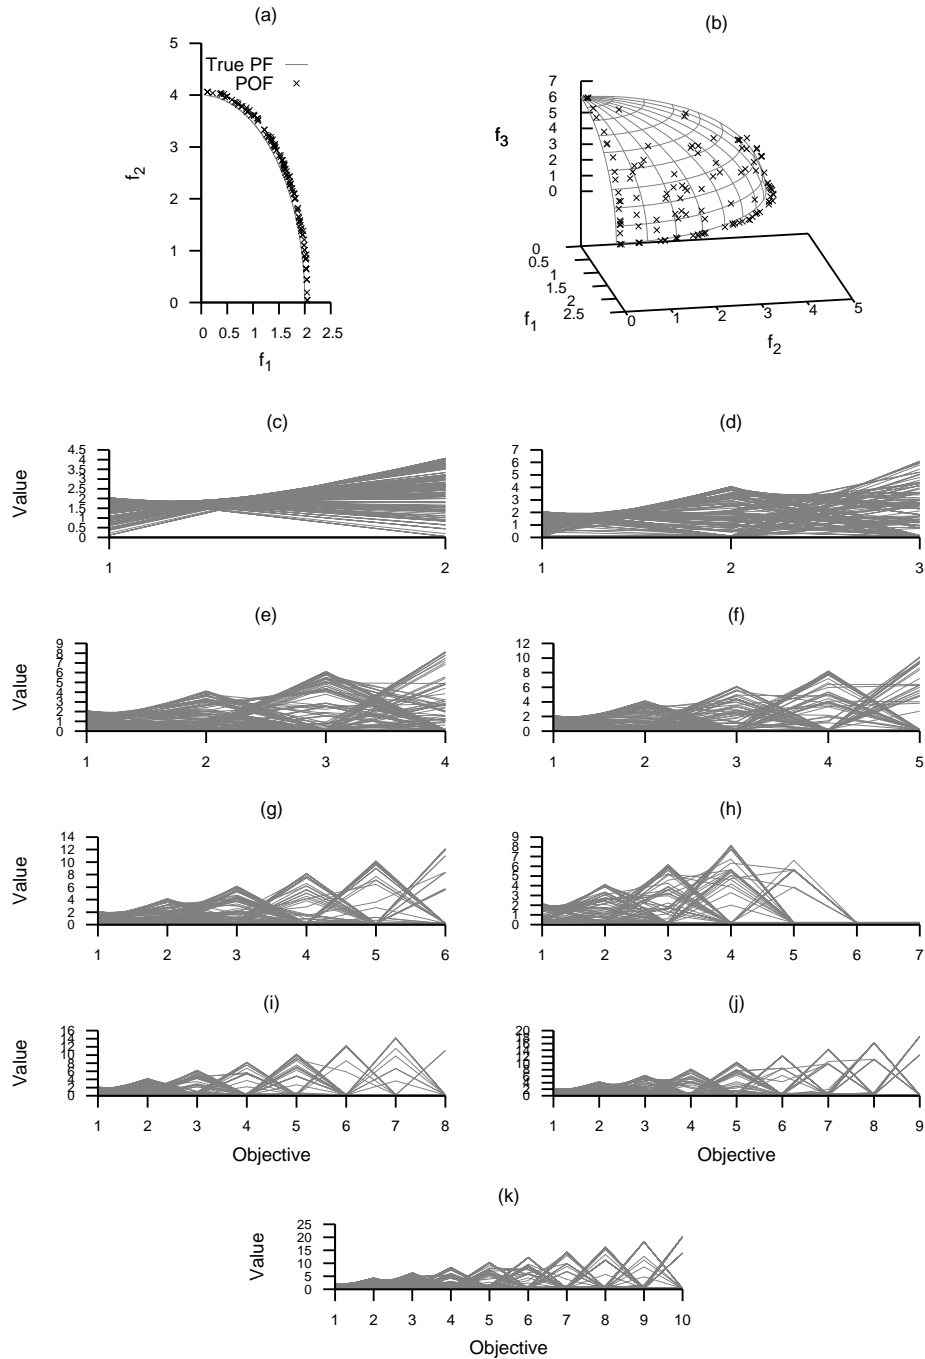 (a)
5
4
3
2
1
0
f2
True PF
POF
0 0.5 1 1.5 2 2.5
f1
(b)
7
6
5
4
3
2
1
0
f3
0
0.5
1
1.5
2
2.5
f1
0 1 2 3 4 5
f2
(c)
Value
4.5
4
3.5
3
2.5
2
1.5
1
0.5
0
1 2
(d)
7
6
5
4
3
2
1
0
1 2 3
(e)
Value
9
8
7
6
5
4
3
2
1
0
1 2 3 4
(f)
12
10
8
6
4
2
0
1 2 3 4 5
(g)
Value
14
12
10
8
6
4
2
0
1 2 3 4 5 6
(h)
9
8
7
6
5
4
3
2
1
0
1 2 3 4 5 6 7
(i)
Value
16
14
12
10
8
6
4
2
0
1 2 3 4 5 6 7 8
Objective
(j)
20
18
16
14
12
10
8
6
4
2
0
1 2 3 4 5 6 7 8 9
Objective
(k)
Value
25
20
15
10
5
0
1 2 3 4 5 6 7 8 9 10
Objective